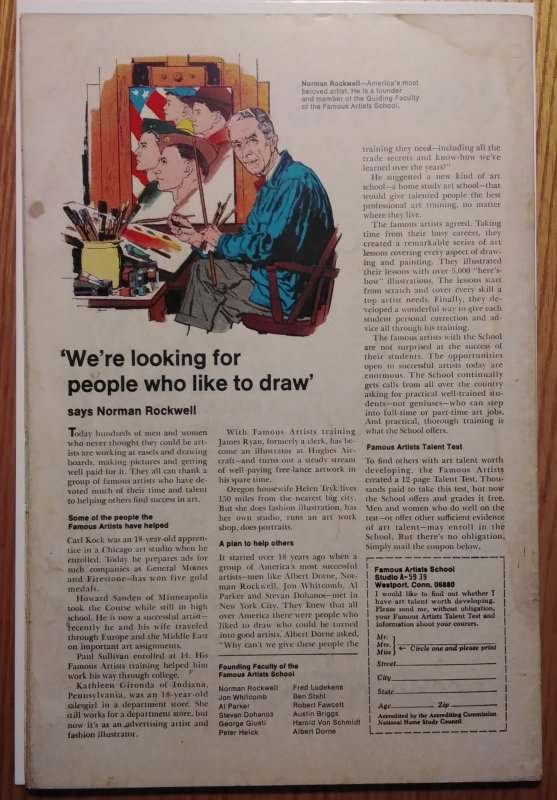 Norman Rockwell—America's most
beloved artist. He is a founder
and member of the Guiding Faculty
of the Famous Artists School.
'We're looking for
people who like to draw'
says Norman Rockwell
Today hundreds of men and women
who never thought they could be art-
ists are working at easels and drawing
boards, making pictures and getting
well paid for it. They all can thank a
group of famous artists who have de-
voted much of their time and talent
to helping others find success in art.
Some of the people the
Famous Artists have helped
Carl Kock was an 18-year-old appren-
tice in a Chicago art studio when he
enrolled. Today he prepares ads for
such companies as General Motors
and Firestone—has won five gold
medals.
Howard Sanden of Minneapolis
took the Course while still in high
school. He is now a successful artist—
recently he and his wife traveled
through Europe and the Middle East
on important art assignments.
Paul Sullivan enrolled at 14. His
Famous Artists training helped him
work his way through college.
Kathleen Gironda of Indiana,
Pennsylvania, was an 18-year-old
salesgirl in a department store. She
still works for a department store, but
now it's as an advertising artist and
fashion illustrator.
With Famous Artists training
James Ryan, formerly a clerk, has be-
come an illustrator at Hughes Air-
craft—and turns out a steady stream
of well-paying free-lance artwork in
his spare time.
Oregon housewife Helen Tryk lives
150 miles from the nearest big city.
But she does fashion illustration, has
her own studio, runs an art work
shop, does portraits.
A plan to help others
It started over 18 years ago when a
group of America's most successful
artists—men like Albert Dorne, Nor-
man Rockwell, Jon Whitcomb, Al
Parker and Stevan Dohanos—met in
New York City. They knew that all
over America there were people who
liked to draw who could be turned
into good artists. Albert Dorne asked,
"Why can't we give these people the
Founding Faculty of the
Famous Artists School
Norman Rockwell
Jon Whitcomb
Al Parker
Stevan Dohanos
George Giusti
Peter Helck
Fred Ludekens
Ben Stahl
Robert Fawcett
Austin Briggs
Harold Von Schmidt
Albert Dorne
training they need—including all the
trade secrets and know-how we've
learned over the years?"
He suggested a new kind of art
school—a home study art school—that
would give talented people the best
professional art training, no matter
where they live.
The famous artists agreed. Taking
time from their busy careers, they
created a remarkable series of art
lessons covering every aspect of draw-
ing and painting. They illustrated
their lessons with over 5,000 "here's-
how" illustrations. The lessons start
from scratch and cover every skill a
top artist needs. Finally, they de-
veloped a wonderful way to give each
student personal correction and ad-
vice all through his training.
The famous artists with the School
are not surprised at the success of
their students. The opportunities
open to successful artists today are
enormous. The School continually
gets calls from all over the country
asking for practical well-trained stu-
dents—not geniuses—who can step
into full-time or part-time art jobs.
And practical, thorough training is
what the School offers.
Famous Artists Talent Test
To find others with art talent worth
developing, the Famous Artists
created a 12-page Talent Test. Thou-
sands paid to take this test, but now
the School offers and grades it free.
Men and women who do well on the
test—or offer other sufficient evidence
of art talent—may enroll in the
School. But there's no obligation.
Simply mail the coupon below.
Famous Artists School
Studio A-5939
Westport, Conn. 06880
I would like to find out whether I
have art talent worth developing.
Please send me, without obligation,
your Famous Artists Talent Test and
information about your courses.
Mr.
Mrs.
Miss
Circle one and please print
Street
City
State
Age Zip
Accredited by the Accrediting Commission
National Home Study Council